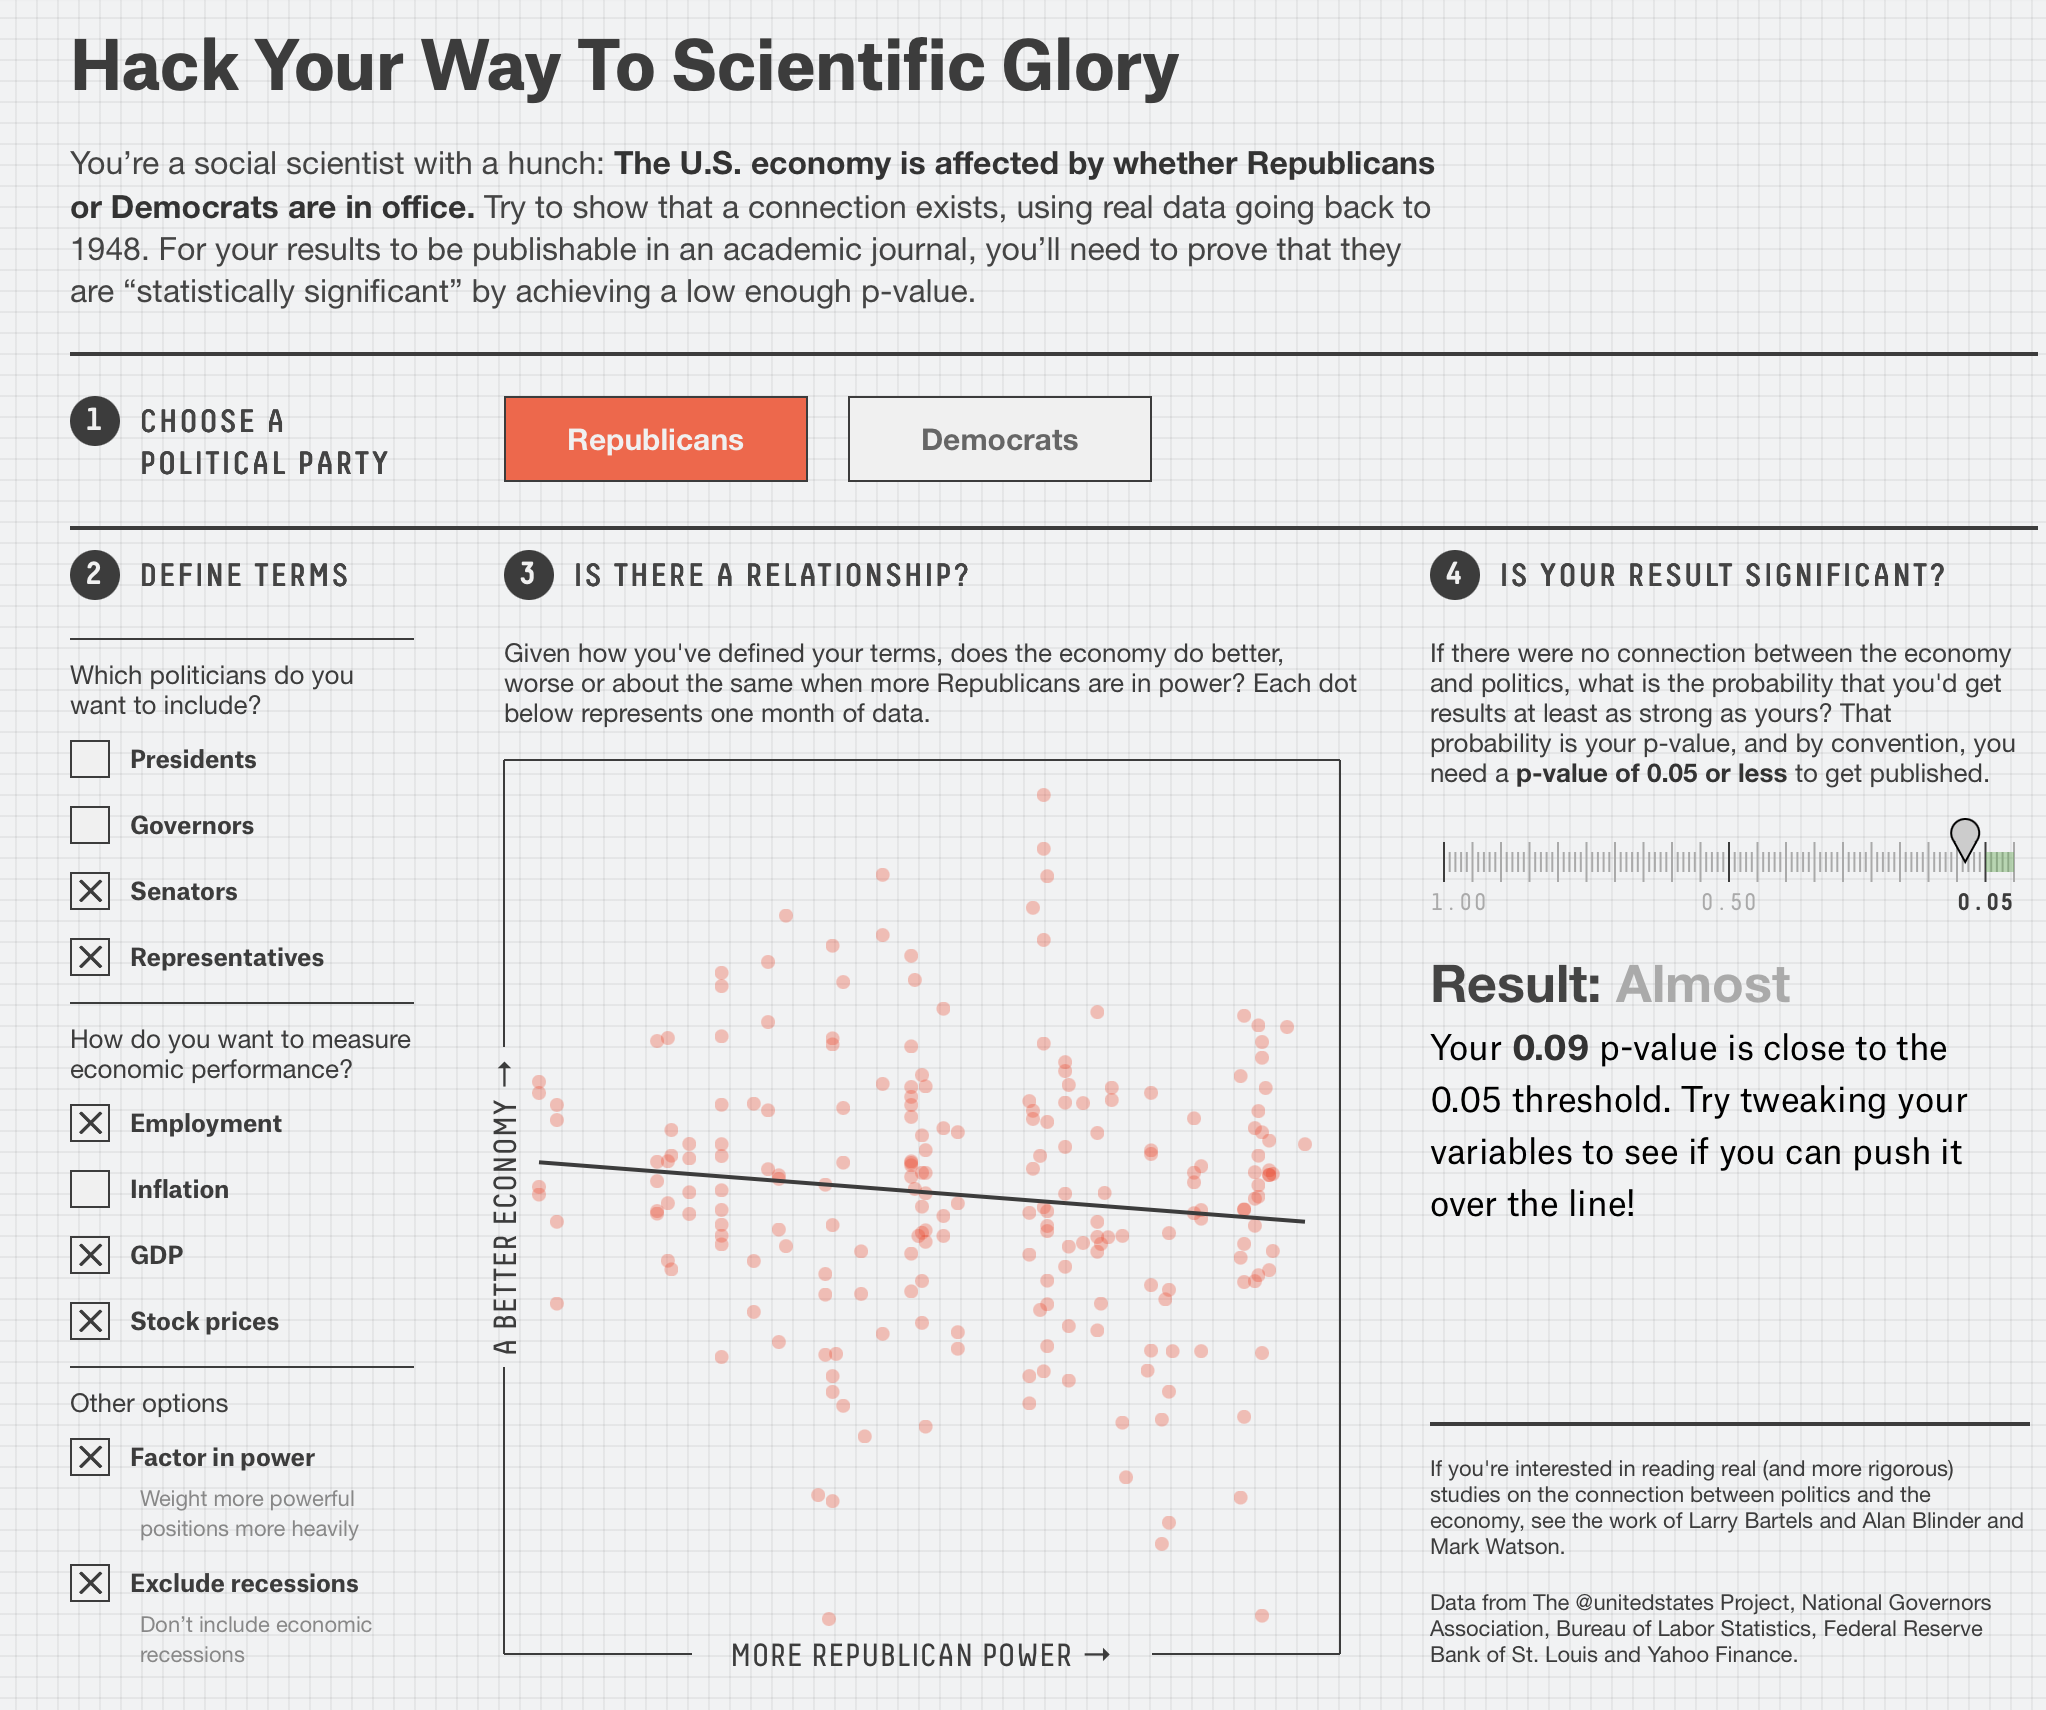 Hack Your Way To Scientific Glory
You’re a social scientist with a hunch: The U.S. economy is affected by whether Republicans
or Democrats are in office. Try to show that a connection exists, using real data going back to
1948. For your results to be publishable in an academic journal, you’ll need to prove that they
are “statistically significant” by achieving a low enough p-value.
1 CHOOSE A
POLITICAL PARTY
Republicans
Democrats
2 DEFINE TERMS
Which politicians do you
want to include?
Presidents
Governors
Senators
Representatives
How do you want to measure
economic performance?
Employment
Inflation
GDP
Stock prices
Other options
Factor in power
Weight more powerful
positions more heavily
Exclude recessions
Don’t include economic
recessions
3 IS THERE A RELATIONSHIP?
Given how you've defined your terms, does the economy do better,
worse or about the same when more Republicans are in power? Each dot
below represents one month of data.
A BETTER ECONOMY →
MORE REPUBLICAN POWER →
4 IS YOUR RESULT SIGNIFICANT?
If there were no connection between the economy
and politics, what is the probability that you'd get
results at least as strong as yours? That
probability is your p-value, and by convention, you
need a p-value of 0.05 or less to get published.
1.00 0.50 0.05
Result: Almost
Your 0.09 p-value is close to the
0.05 threshold. Try tweaking your
variables to see if you can push it
over the line!
If you're interested in reading real (and more rigorous)
studies on the connection between politics and the
economy, see the work of Larry Bartels and Alan Blinder and
Mark Watson.
Data from The @unitedstates Project, National Governors
Association, Bureau of Labor Statistics, Federal Reserve
Bank of St. Louis and Yahoo Finance.